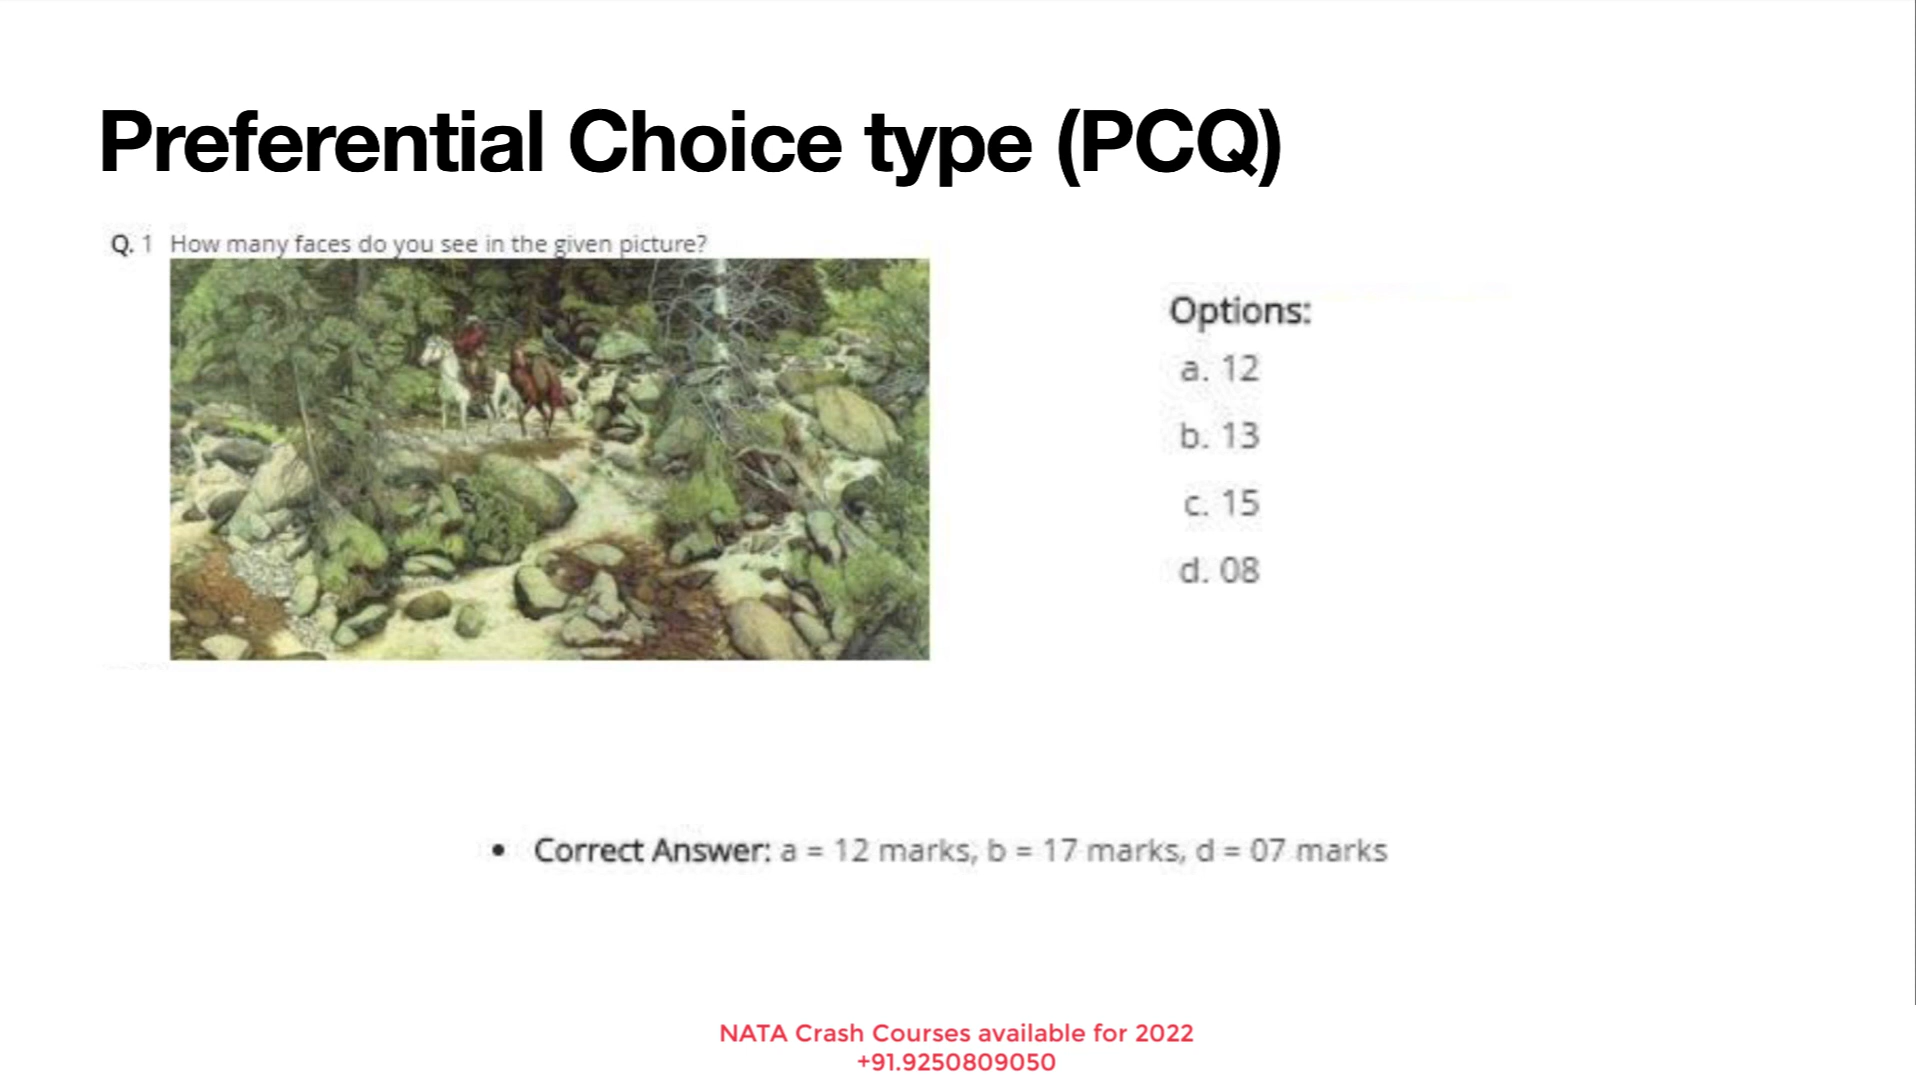 Preferential Choice type (PCQ)
Q. 1 How many faces do you see in the given picture?
Options:
a. 12
b. 13
c. 15
d. 08
• Correct Answer: a = 12 marks, b = 17 marks, d = 07 marks
NATA Crash Courses available for 2022
+91.9250809050